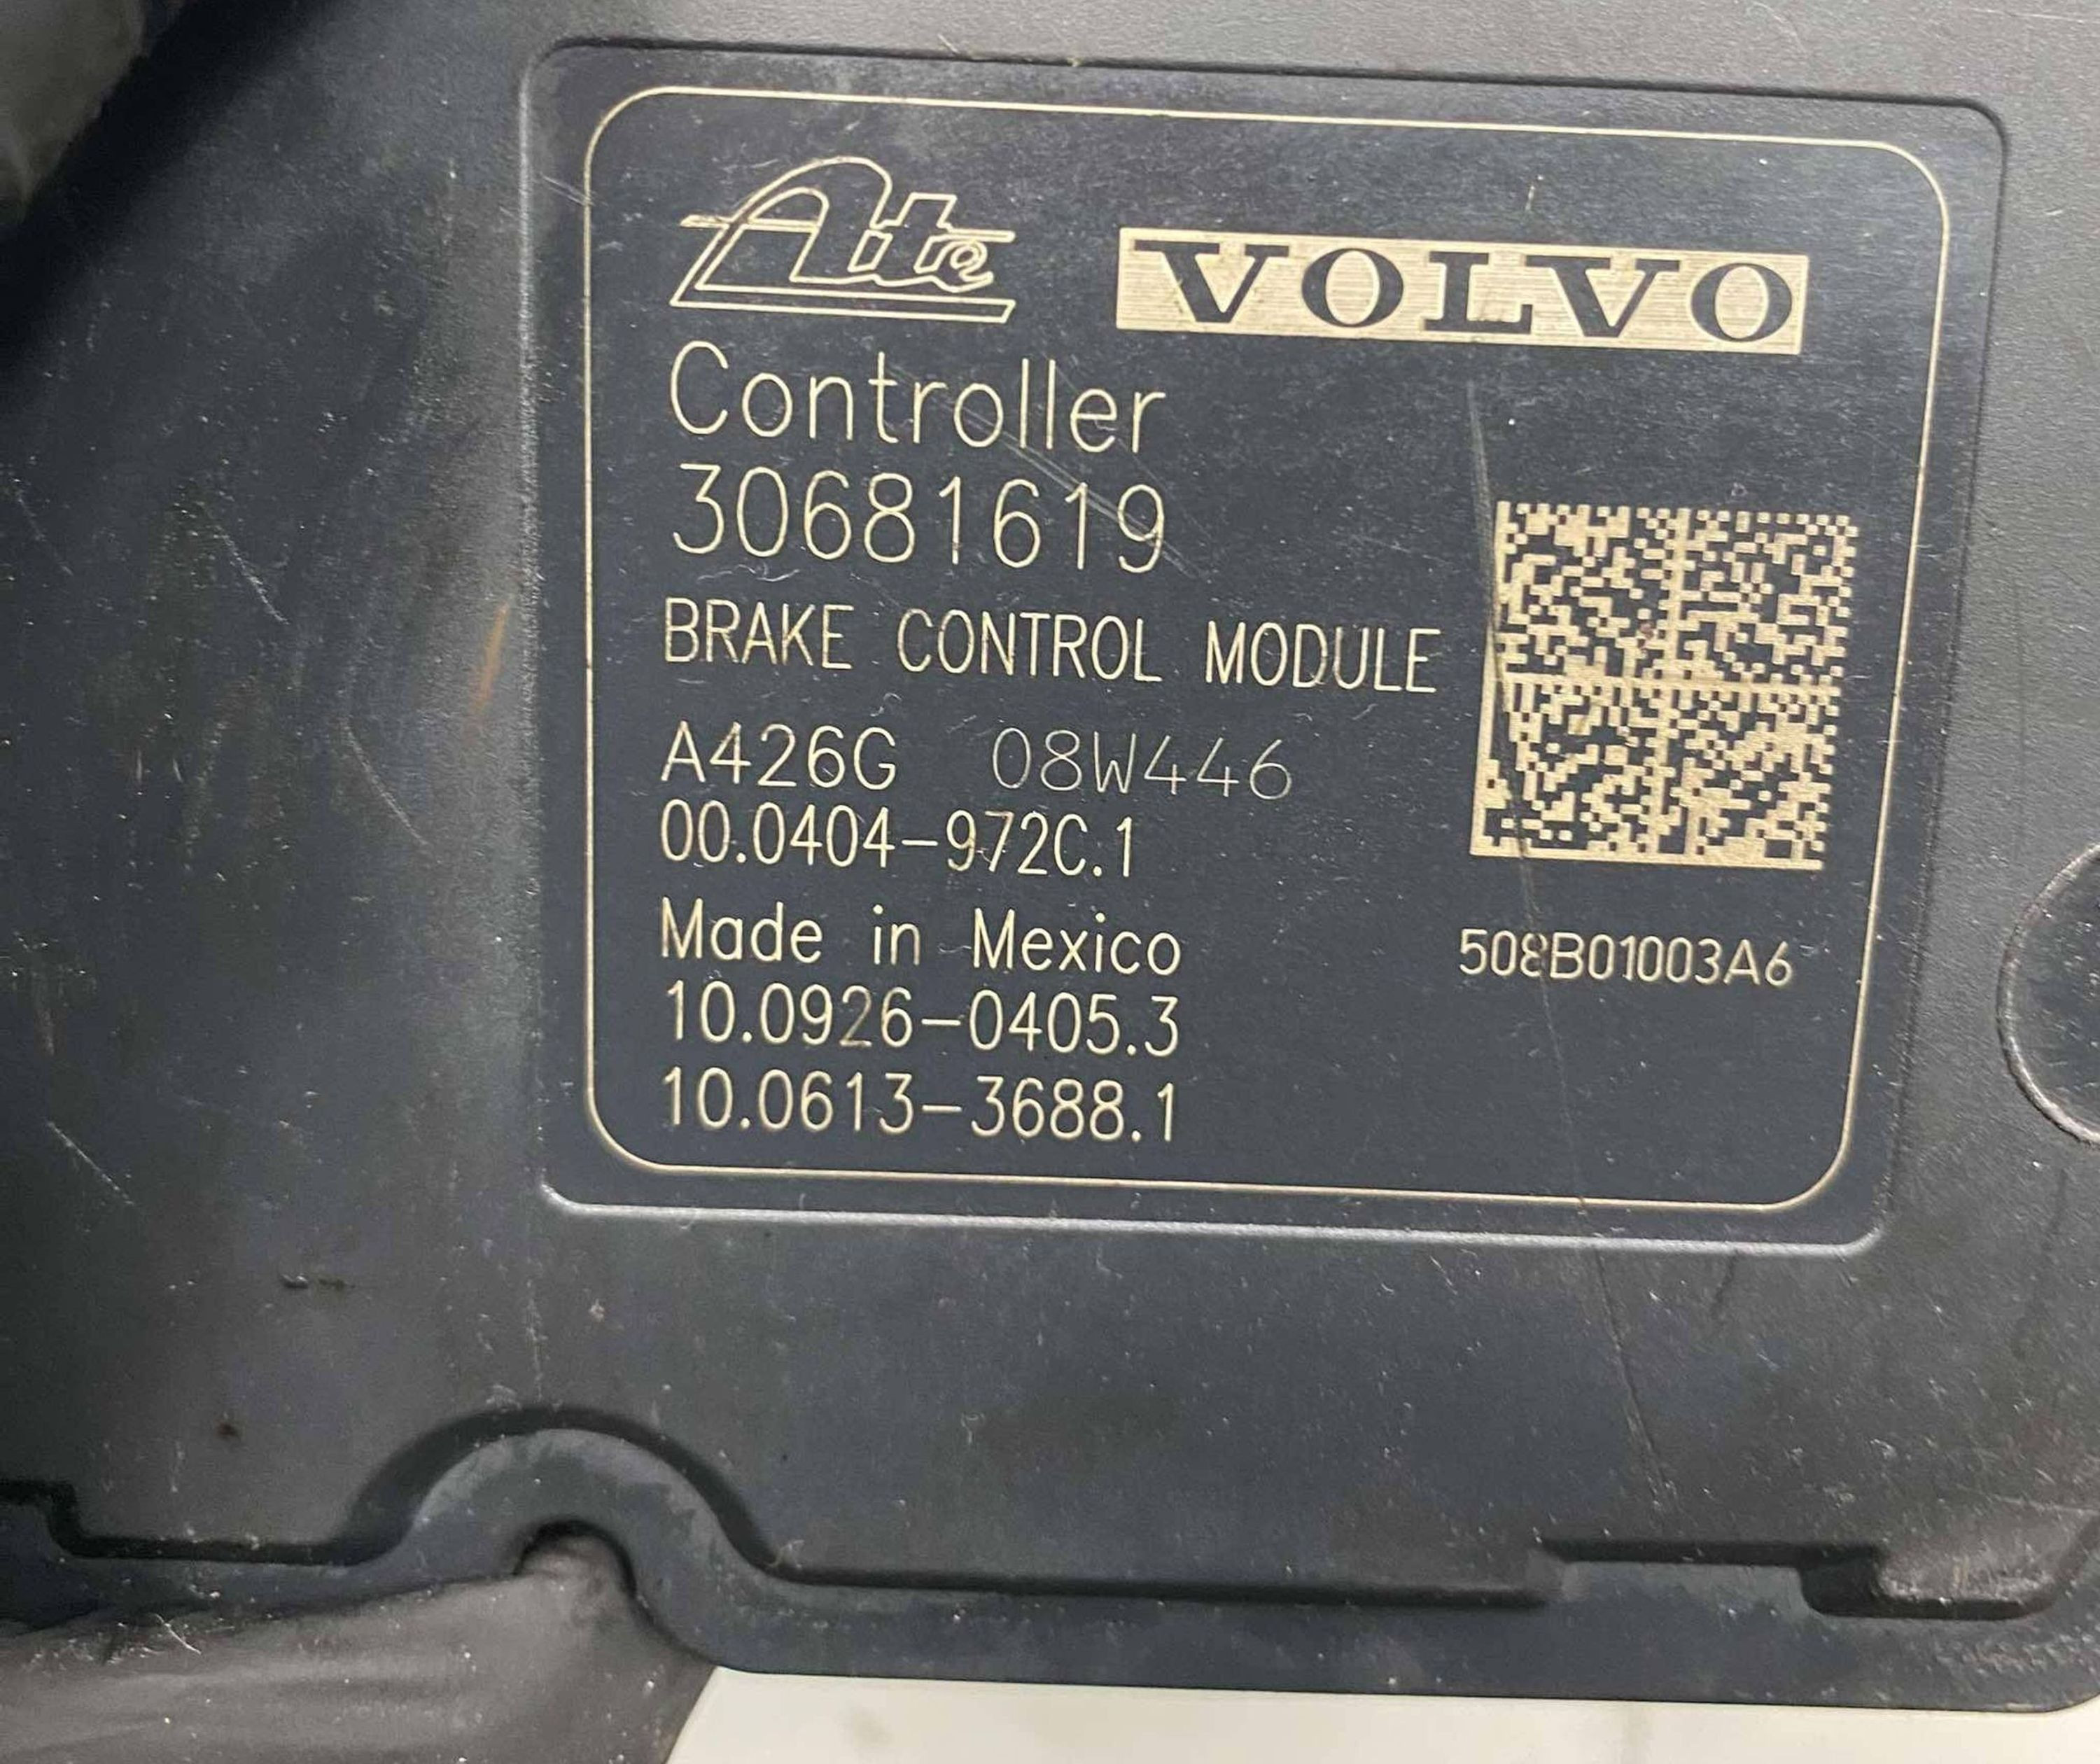 Ate VOLVO
Controller
30681619
BRAKE CONTROL MODULE
A426G 08W446
00.0404-972C.1
Made in Mexico
508B01003A6
10.0926-0405.3
10.0613-3688.1